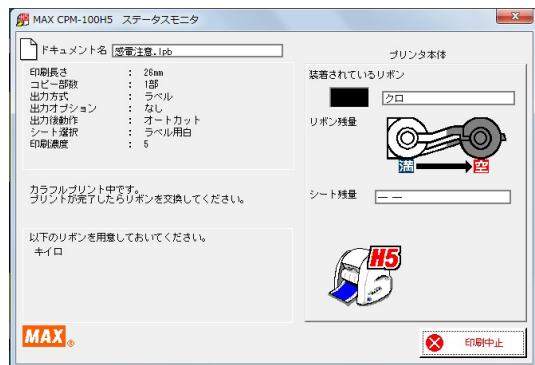 MAX CPM-100H5 ステータスモニタ
ドキュメント名 感電注意.lpb
印刷長さ : 26mm
コピー部数 : 1部
出力方式 : ラベル
出力オプション : なし
出力後動作 : オートカット
シート選択 : ラベル用白
印刷濃度 : 5
カラフルプリント中です。
プリントが完了したらリボンを交換してください。
以下のリボンを用意しておいてください。
キイロ
プリンタ本体
装着されているリボン
クロ
リボン残量
満 空
シート残量 ――
H5
MAX®
印刷中止